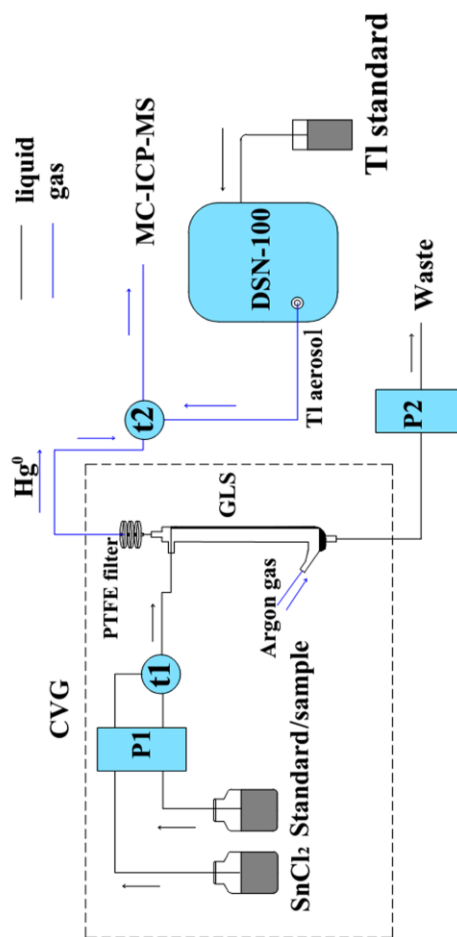 liquid
gas
CVG
Hg⁰
MC-ICP-MS
PTFE filter
t2
P1
t1
GLS
DSN-100
Tl aerosol
Argon gas
SnCl₂ Standard/sample
P2
Waste
Tl standard